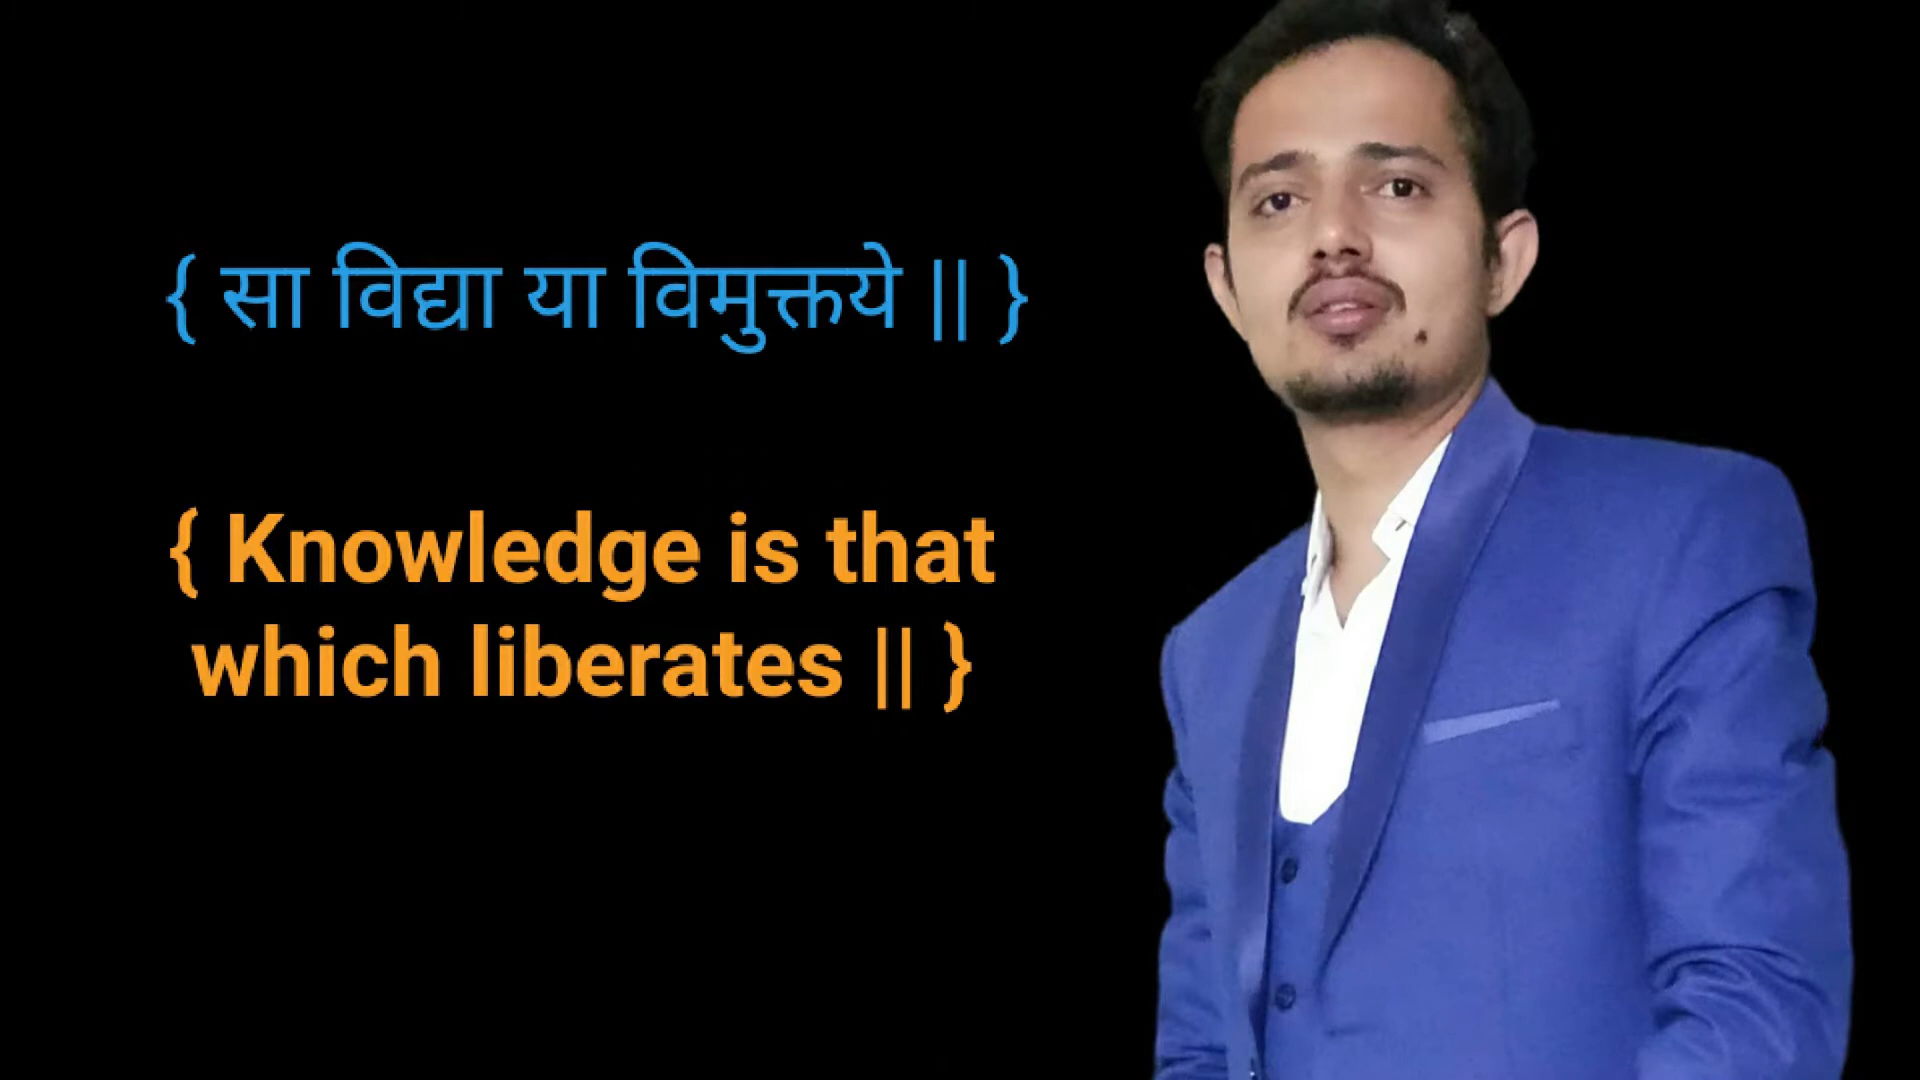 { सा विद्या या विमुक्तये || }
{ Knowledge is that
which liberates || }